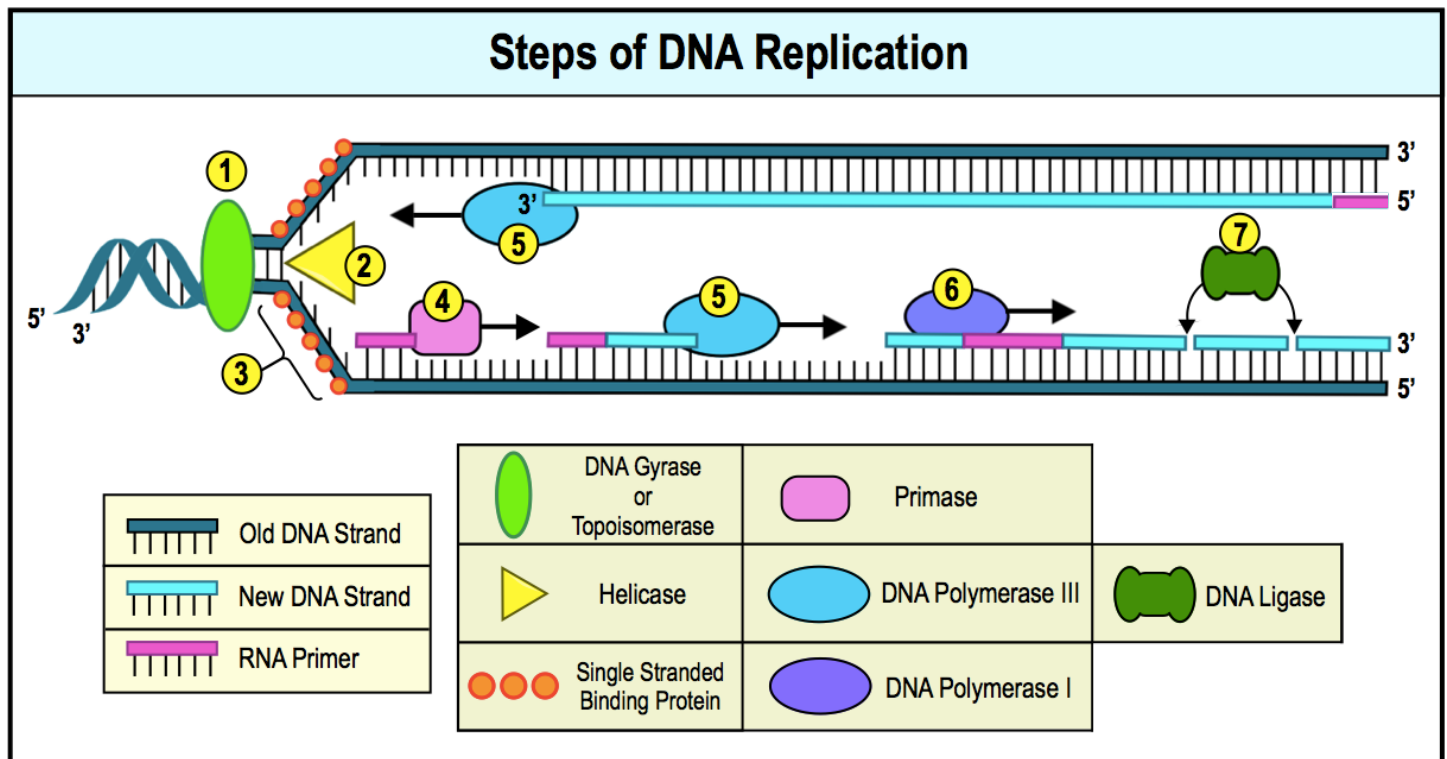 Steps of DNA Replication
1
3’
3’
5’
5’
7
2
5
4
5
6
5’
3’
3’
3
5’
DNA Gyrase
or
Topoisomerase
Primase
Old DNA Strand
New DNA Strand
RNA Primer
Helicase
DNA Polymerase III
DNA Ligase
Single Stranded
Binding Protein
DNA Polymerase I